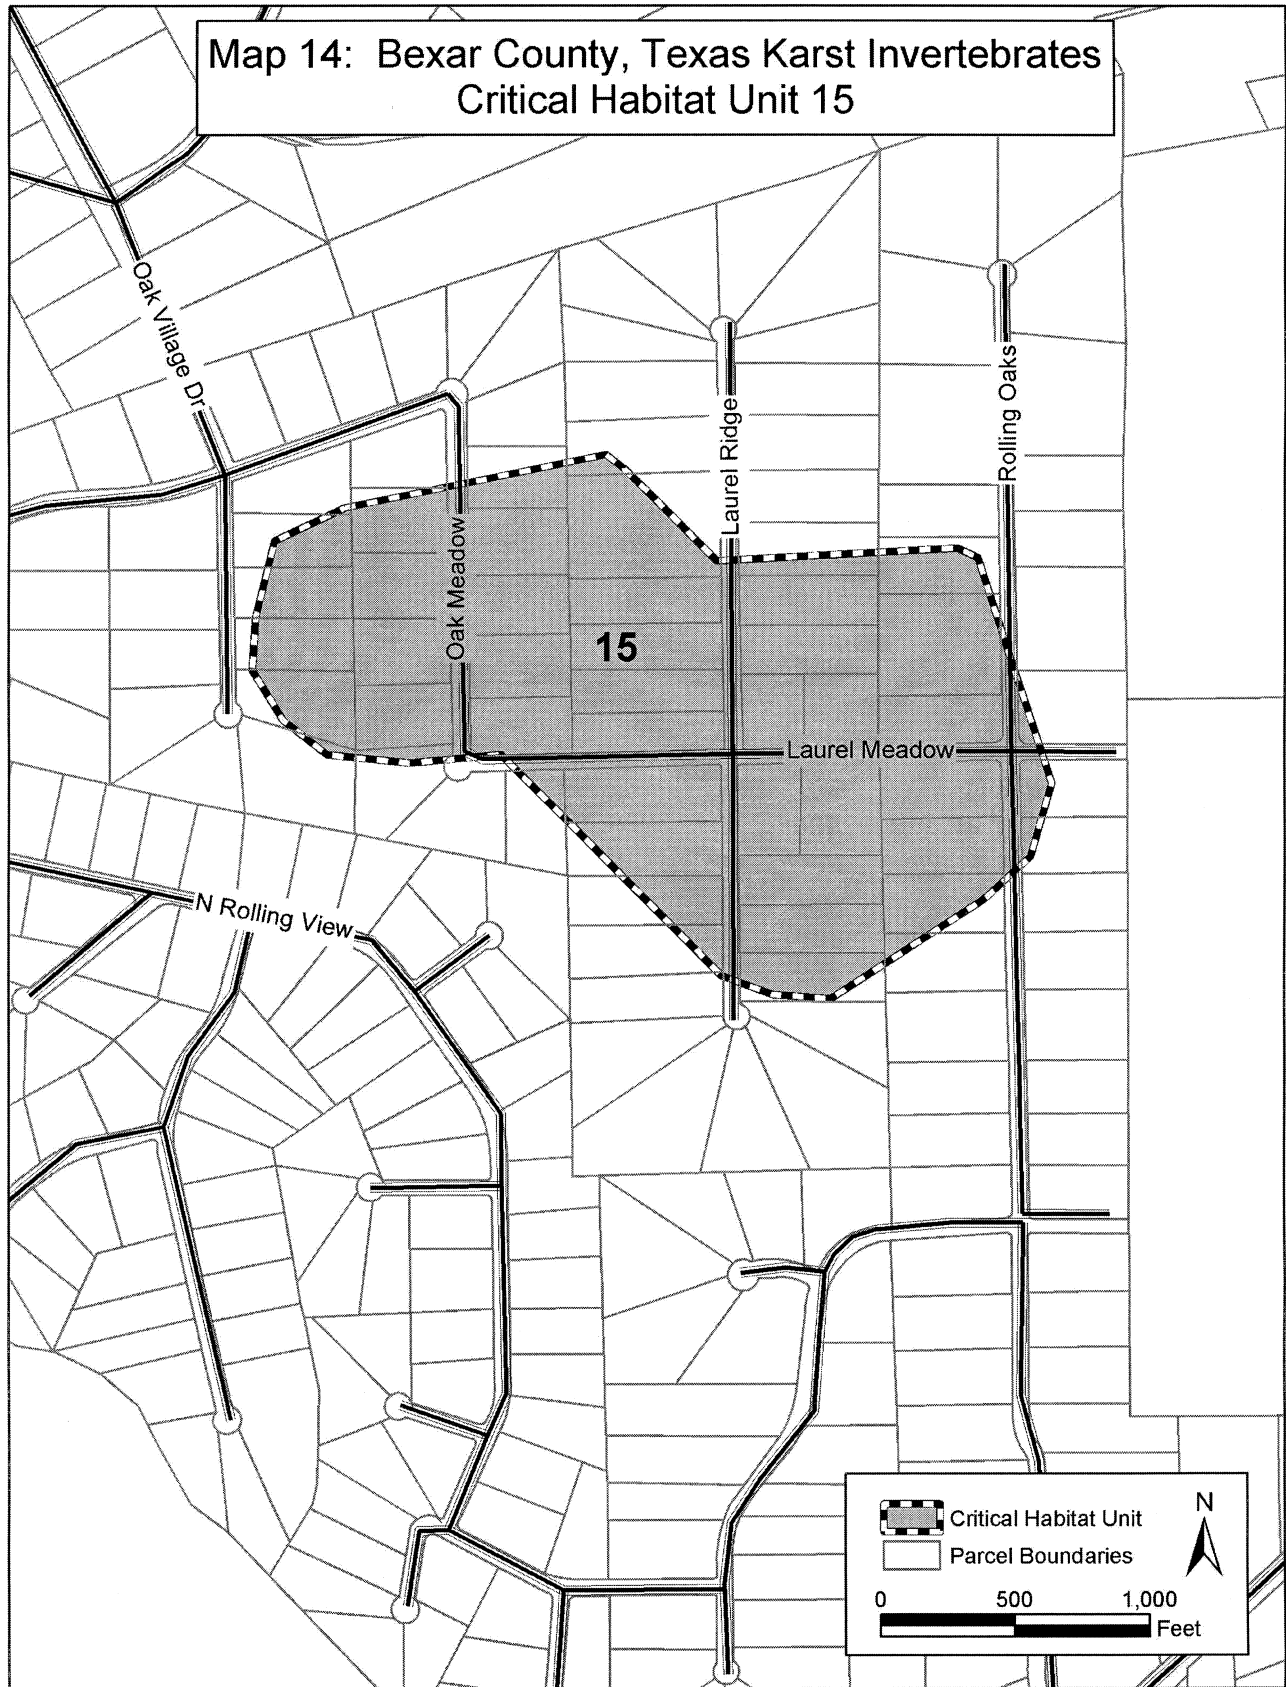 Map 14: Bexar County, Texas Karst Invertebrates
Critical Habitat Unit 15
Oak Village Dr
Laurel Ridge
Rolling Oaks
Oak Meadow
15
Laurel Meadow
N Rolling View
Critical Habitat Unit
Parcel Boundaries
N
0 500 1,000
Feet